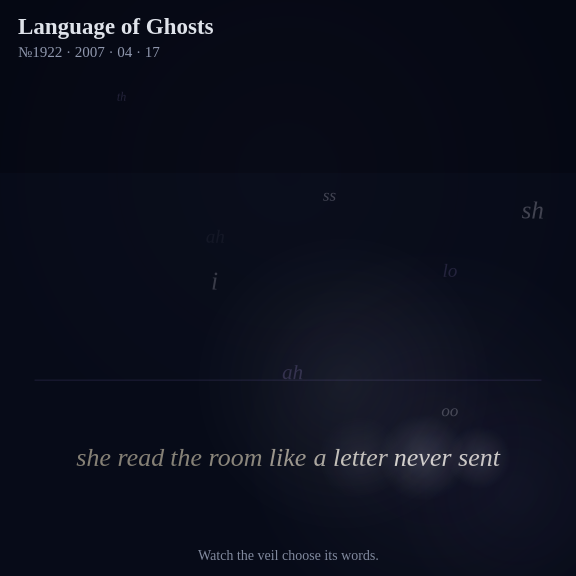 Language of Ghosts
№1922 · 2007 · 04 · 17
th
ss
sh
ah
lo
i
ah
oo
she read the room like a letter never sent
Watch the veil choose its words.